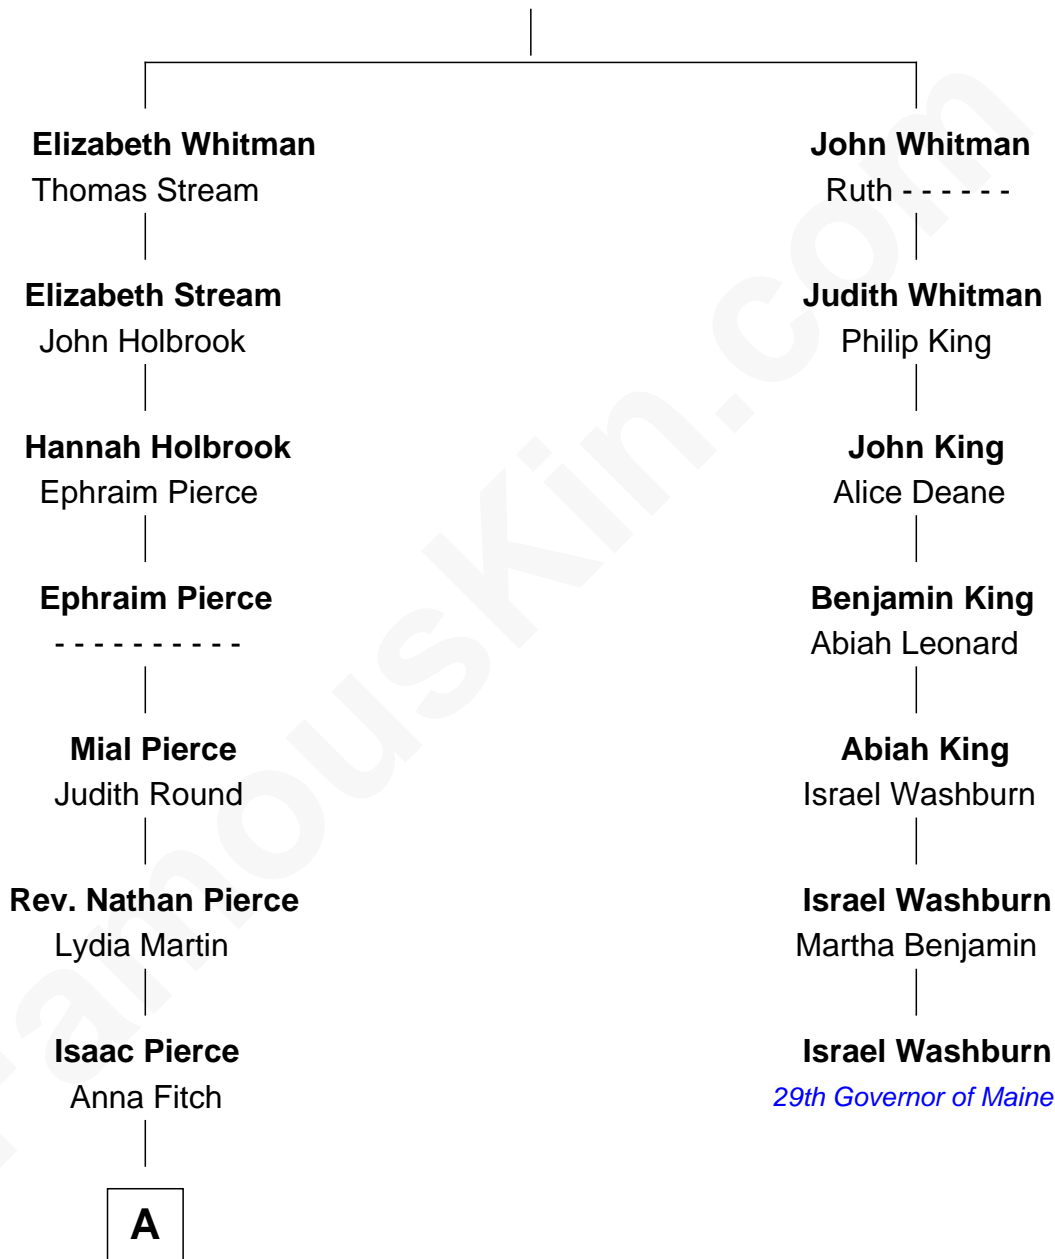 Elizabeth Whitman
Thomas Stream
John Whitman
Ruth - - - - - -
Elizabeth Stream
John Holbrook
Judith Whitman
Philip King
Hannah Holbrook
Ephraim Pierce
John King
Alice Deane
Ephraim Pierce
- - - - - - - - - -
Benjamin King
Abiah Leonard
Mial Pierce
Judith Round
Abiah King
Israel Washburn
Rev. Nathan Pierce
Lydia Martin
Israel Washburn
Martha Benjamin
Isaac Pierce
Anna Fitch
Israel Washburn
29th Governor of Maine
A
FamousKin.com